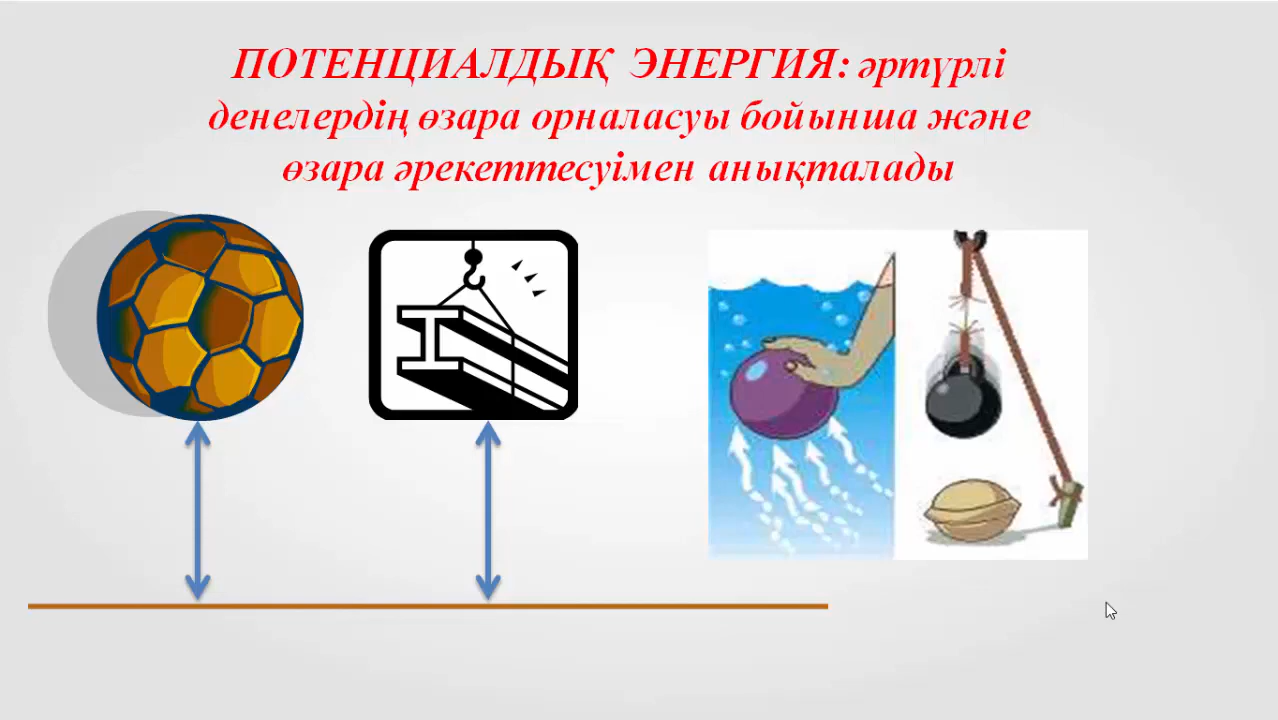 ПОТЕНЦИАЛДЫҚ ЭНЕРГИЯ: әртүрлі
денелердің өзара орналасуы бойынша және
өзара әрекеттесуімен анықталады